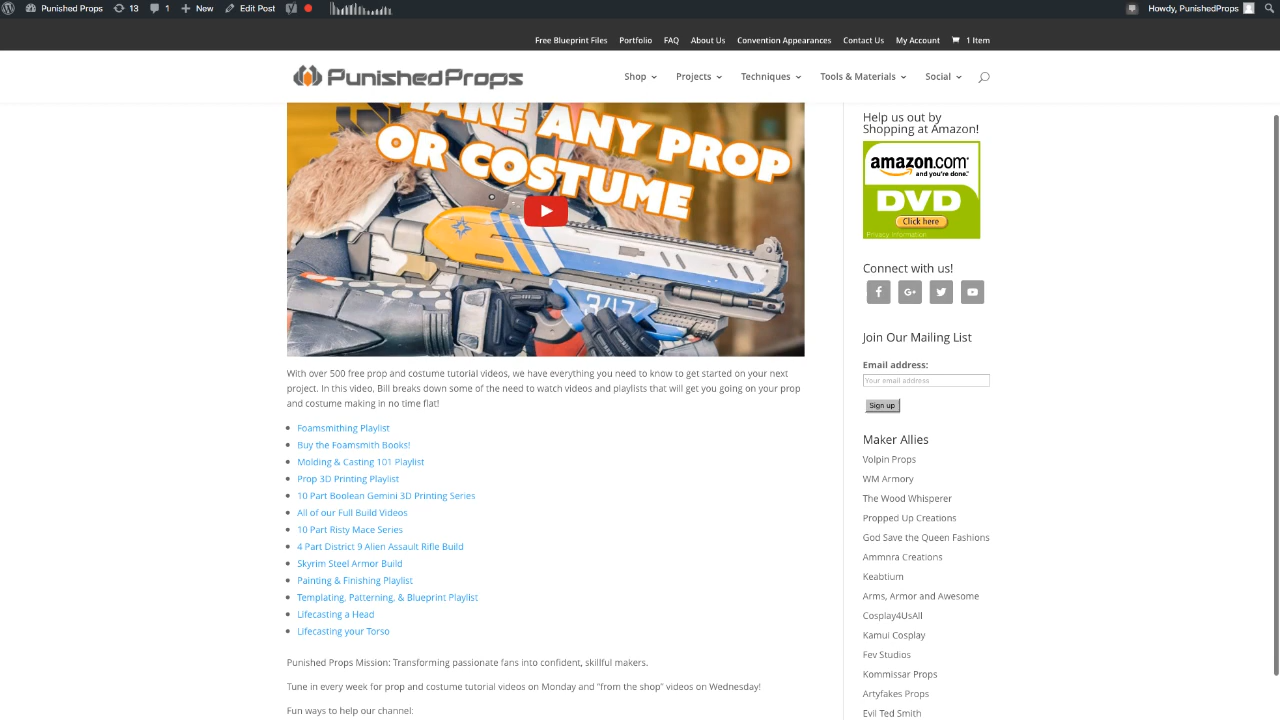 Punished Props 13 1 New Edit Post Howdy, PunishedProps
Free Blueprint Files Portfolio FAQ About Us Convention Appearances Contact Us My Account 1 Item
PunishedProps Shop Projects Techniques Tools & Materials Social
MAKE ANY PROP
OR COSTUME
3/47
With over 500 free prop and costume tutorial videos, we have everything you need to know to get started on your next
project. In this video, Bill breaks down some of the need to watch videos and playlists that will get you going on your prop
and costume making in no time flat!
Foamsmithing Playlist
Buy the Foamsmith Books!
Molding & Casting 101 Playlist
Prop 3D Printing Playlist
10 Part Boolean Gemini 3D Printing Series
All of our Full Build Videos
10 Part Risty Mace Series
4 Part District 9 Alien Assault Rifle Build
Skyrim Steel Armor Build
Painting & Finishing Playlist
Templating, Patterning, & Blueprint Playlist
Lifecasting a Head
Lifecasting your Torso
Punished Props Mission: Transforming passionate fans into confident, skillful makers.
Tune in every week for prop and costume tutorial videos on Monday and "from the shop" videos on Wednesday!
Fun ways to help our channel:
Help us out by
Shopping at Amazon!
amazon.com
and you're done.
DVD
Click here
Privacy Information
Connect with us!
Join Our Mailing List
Email address:
Your email address
Sign up
Maker Allies
Volpin Props
WM Armory
The Wood Whisperer
Propped Up Creations
God Save the Queen Fashions
Ammnra Creations
Keabtium
Arms, Armor and Awesome
Cosplay4UsAll
Kamui Cosplay
Fev Studios
Kommissar Props
Artyfakes Props
Evil Ted Smith